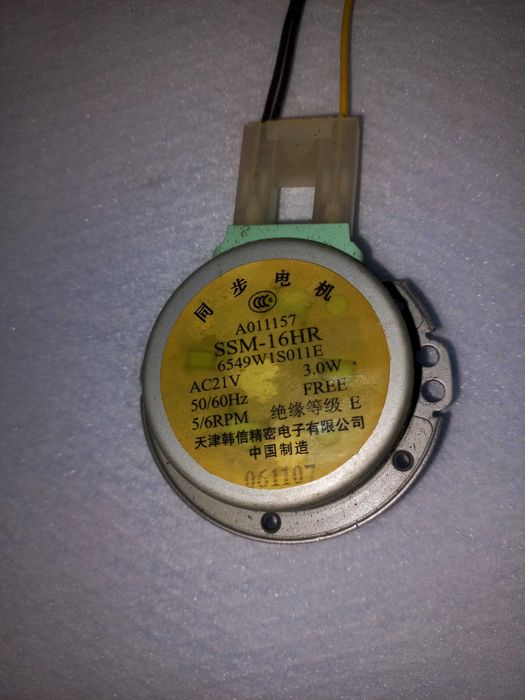 同步电机
CCC
A011157
SSM-16HR
6549W1S011E
AC21V 3.0W
50/60Hz FREE
5/6RPM 绝缘等级 E
天津韩信精密电子有限公司
中国制造
061107